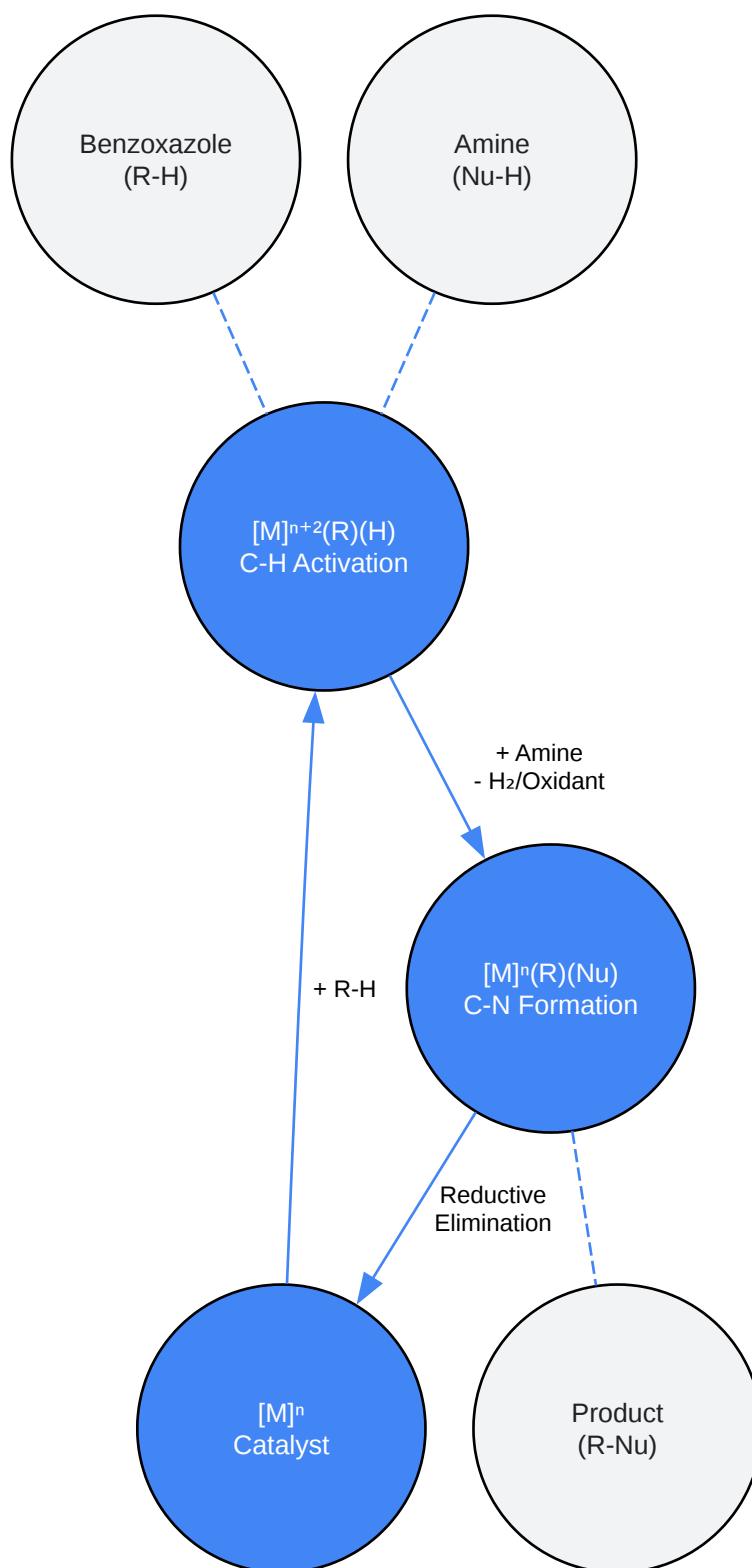 Benzoxazole
(R-H)
Amine
(Nu-H)
[M]ⁿ⁺²(R)(H)
C-H Activation
+ Amine
- H₂/Oxidant
[M]ⁿ(R)(Nu)
C-N Formation
+ R-H
Reductive
Elimination
[M]ⁿ
Catalyst
Product
(R-Nu)